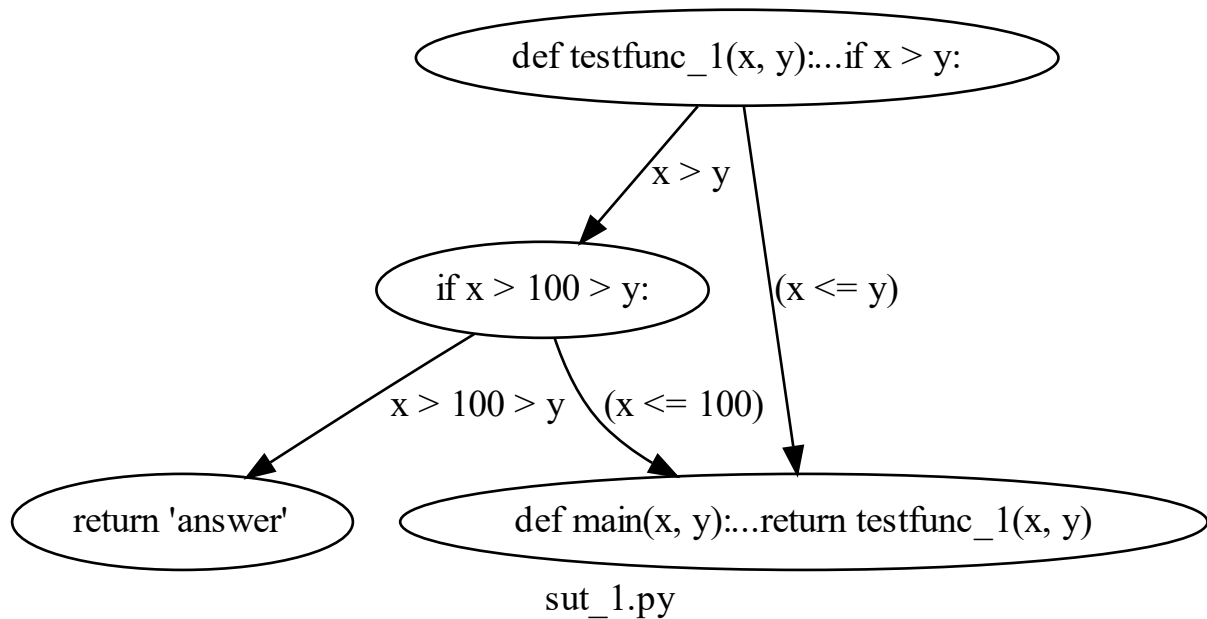 def testfunc_1(x, y):...if x > y:
x > y
if x > 100 > y:
(x <= y)
x > 100 > y
(x <= 100)
return 'answer'
def main(x, y):...return testfunc_1(x, y)
sut_1.py